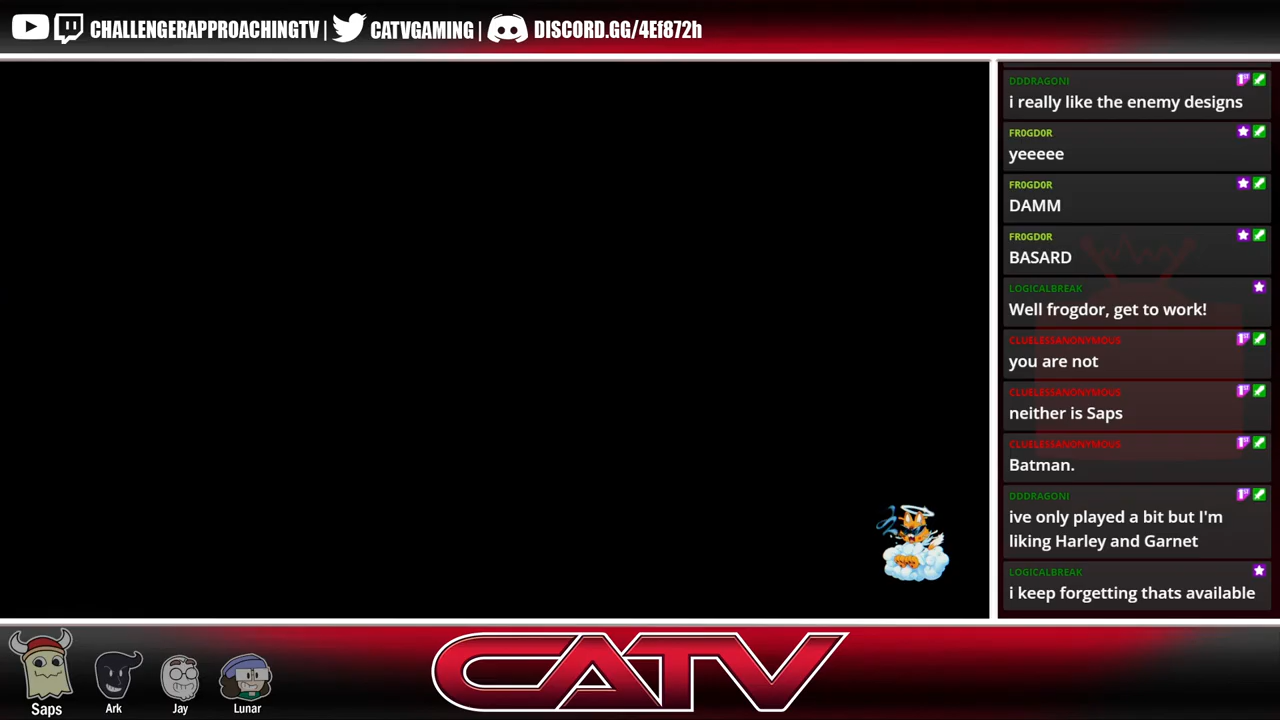 CHALLENGERAPPROACHINGTV | CATVGAMING | DISCORD.GG/4Ef872h
DDDRAGONI
i really like the enemy designs
FR0GD0R
yeeeee
FR0GD0R
DAMM
FR0GD0R
BASARD
LOGICALBREAK
Well frogdor, get to work!
CLUELESSANONYMOUS
you are not
CLUELESSANONYMOUS
neither is Saps
CLUELESSANONYMOUS
Batman.
DDDRAGONI
ive only played a bit but I'm
liking Harley and Garnet
LOGICALBREAK
i keep forgetting thats available
CATV
Saps Ark Jay Lunar